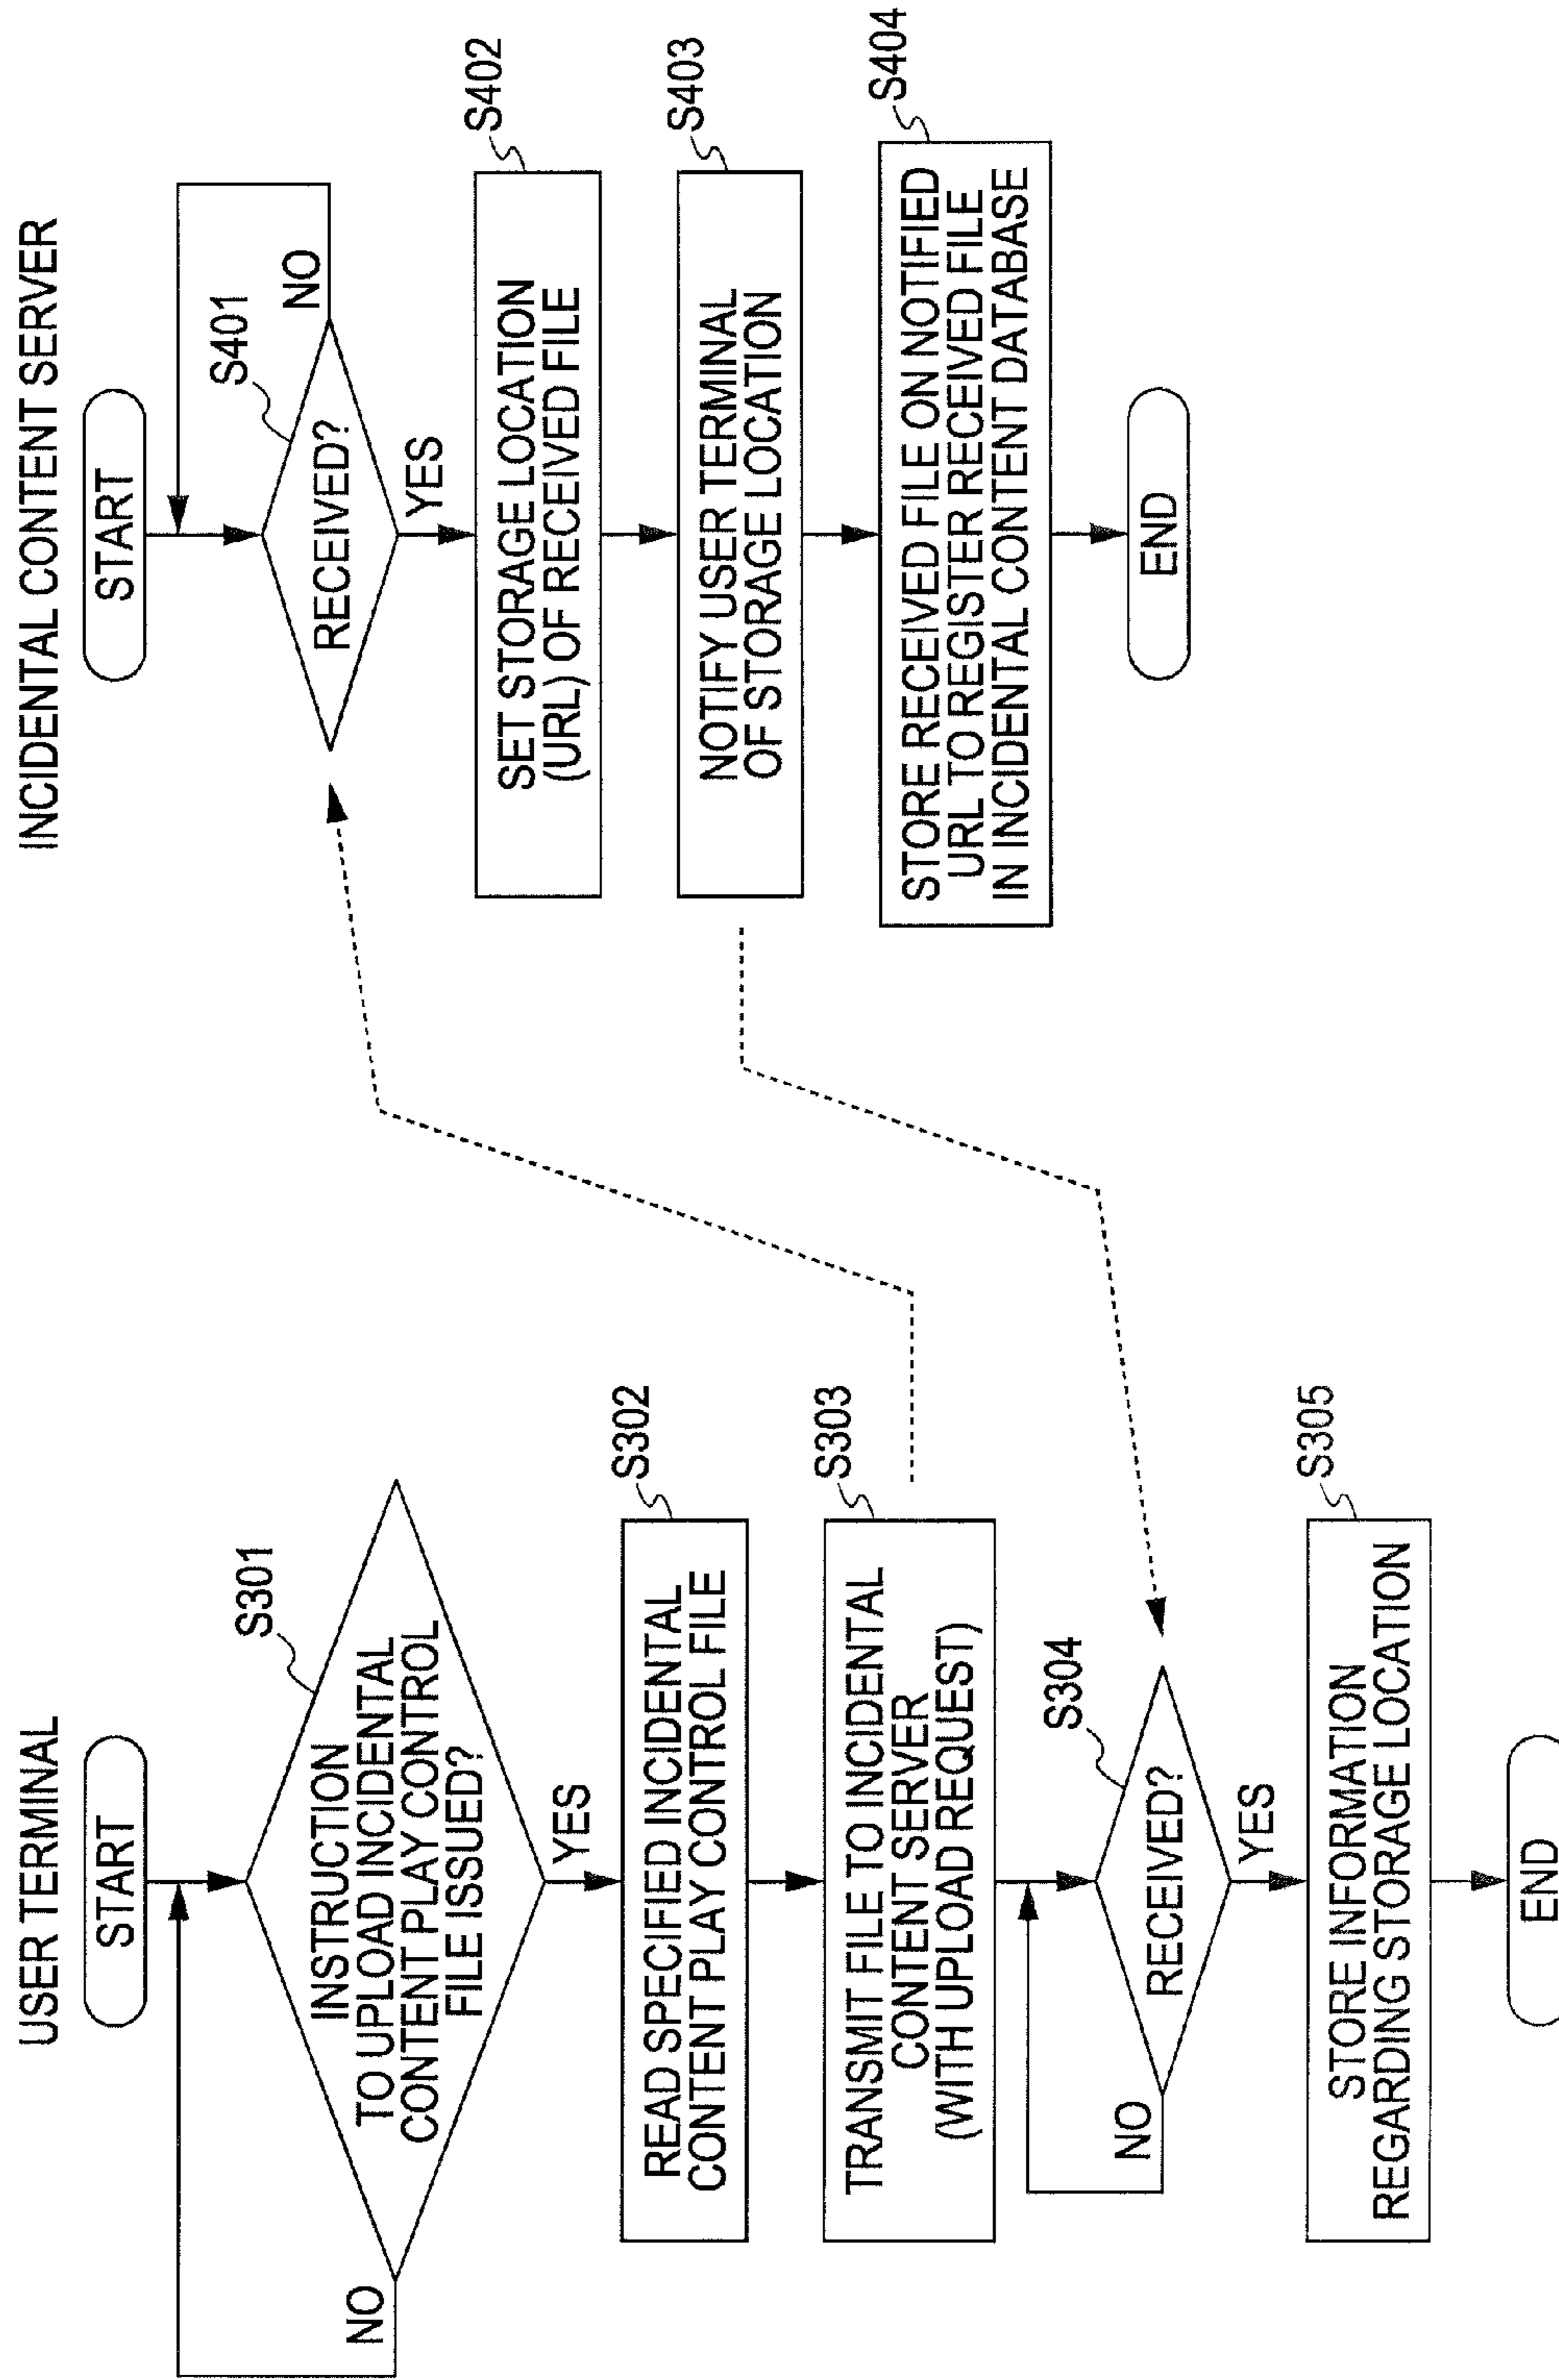 USER TERMINAL
START
S301
INSTRUCTION
TO UPLOAD INCIDENTAL
CONTENT PLAY CONTROL
FILE ISSUED?
NO
YES
S302
READ SPECIFIED INCIDENTAL
CONTENT PLAY CONTROL FILE
S303
TRANSMIT FILE TO INCIDENTAL
CONTENT SERVER
(WITH UPLOAD REQUEST)
S304
RECEIVED?
NO
YES
S305
STORE INFORMATION
REGARDING STORAGE LOCATION
END
INCIDENTAL CONTENT SERVER
START
S401
RECEIVED?
NO
YES
S402
SET STORAGE LOCATION
(URL) OF RECEIVED FILE
S403
NOTIFY USER TERMINAL
OF STORAGE LOCATION
S404
STORE RECEIVED FILE ON NOTIFIED
URL TO REGISTER RECEIVED FILE
IN INCIDENTAL CONTENT DATABASE
END